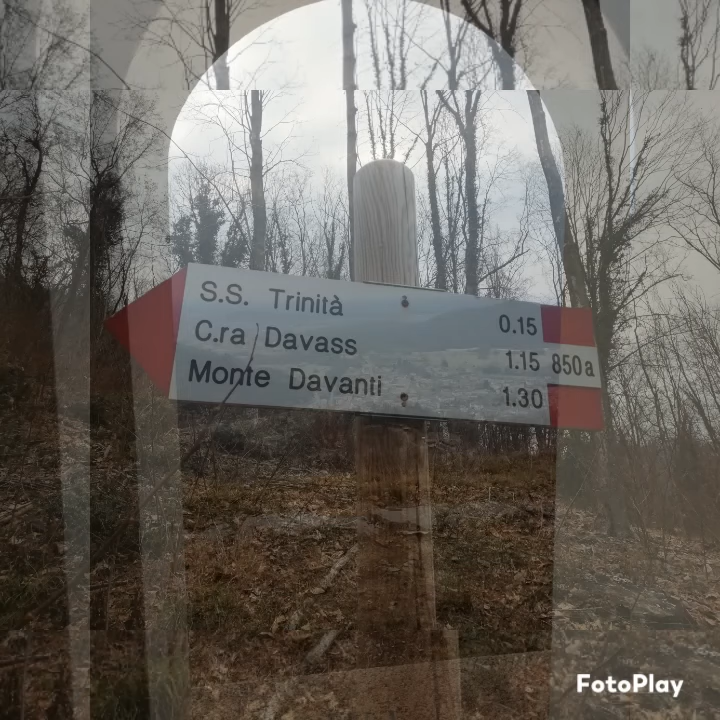 S.S. Trinità 0.15
C.ra Davass 1.15 850a
Monte Davanti 1.30
FotoPlay